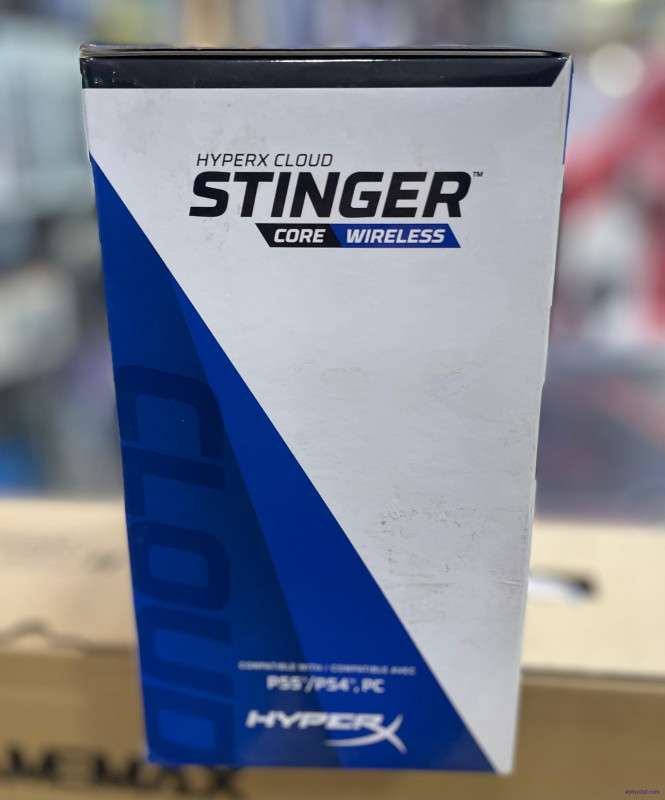 HYPERX CLOUD
STINGER™
CORE WIRELESS
CLOUD
COMPATIBLE WITH / COMPATIBLE AVEC
PS5™/PS4™, PC
HYPERX